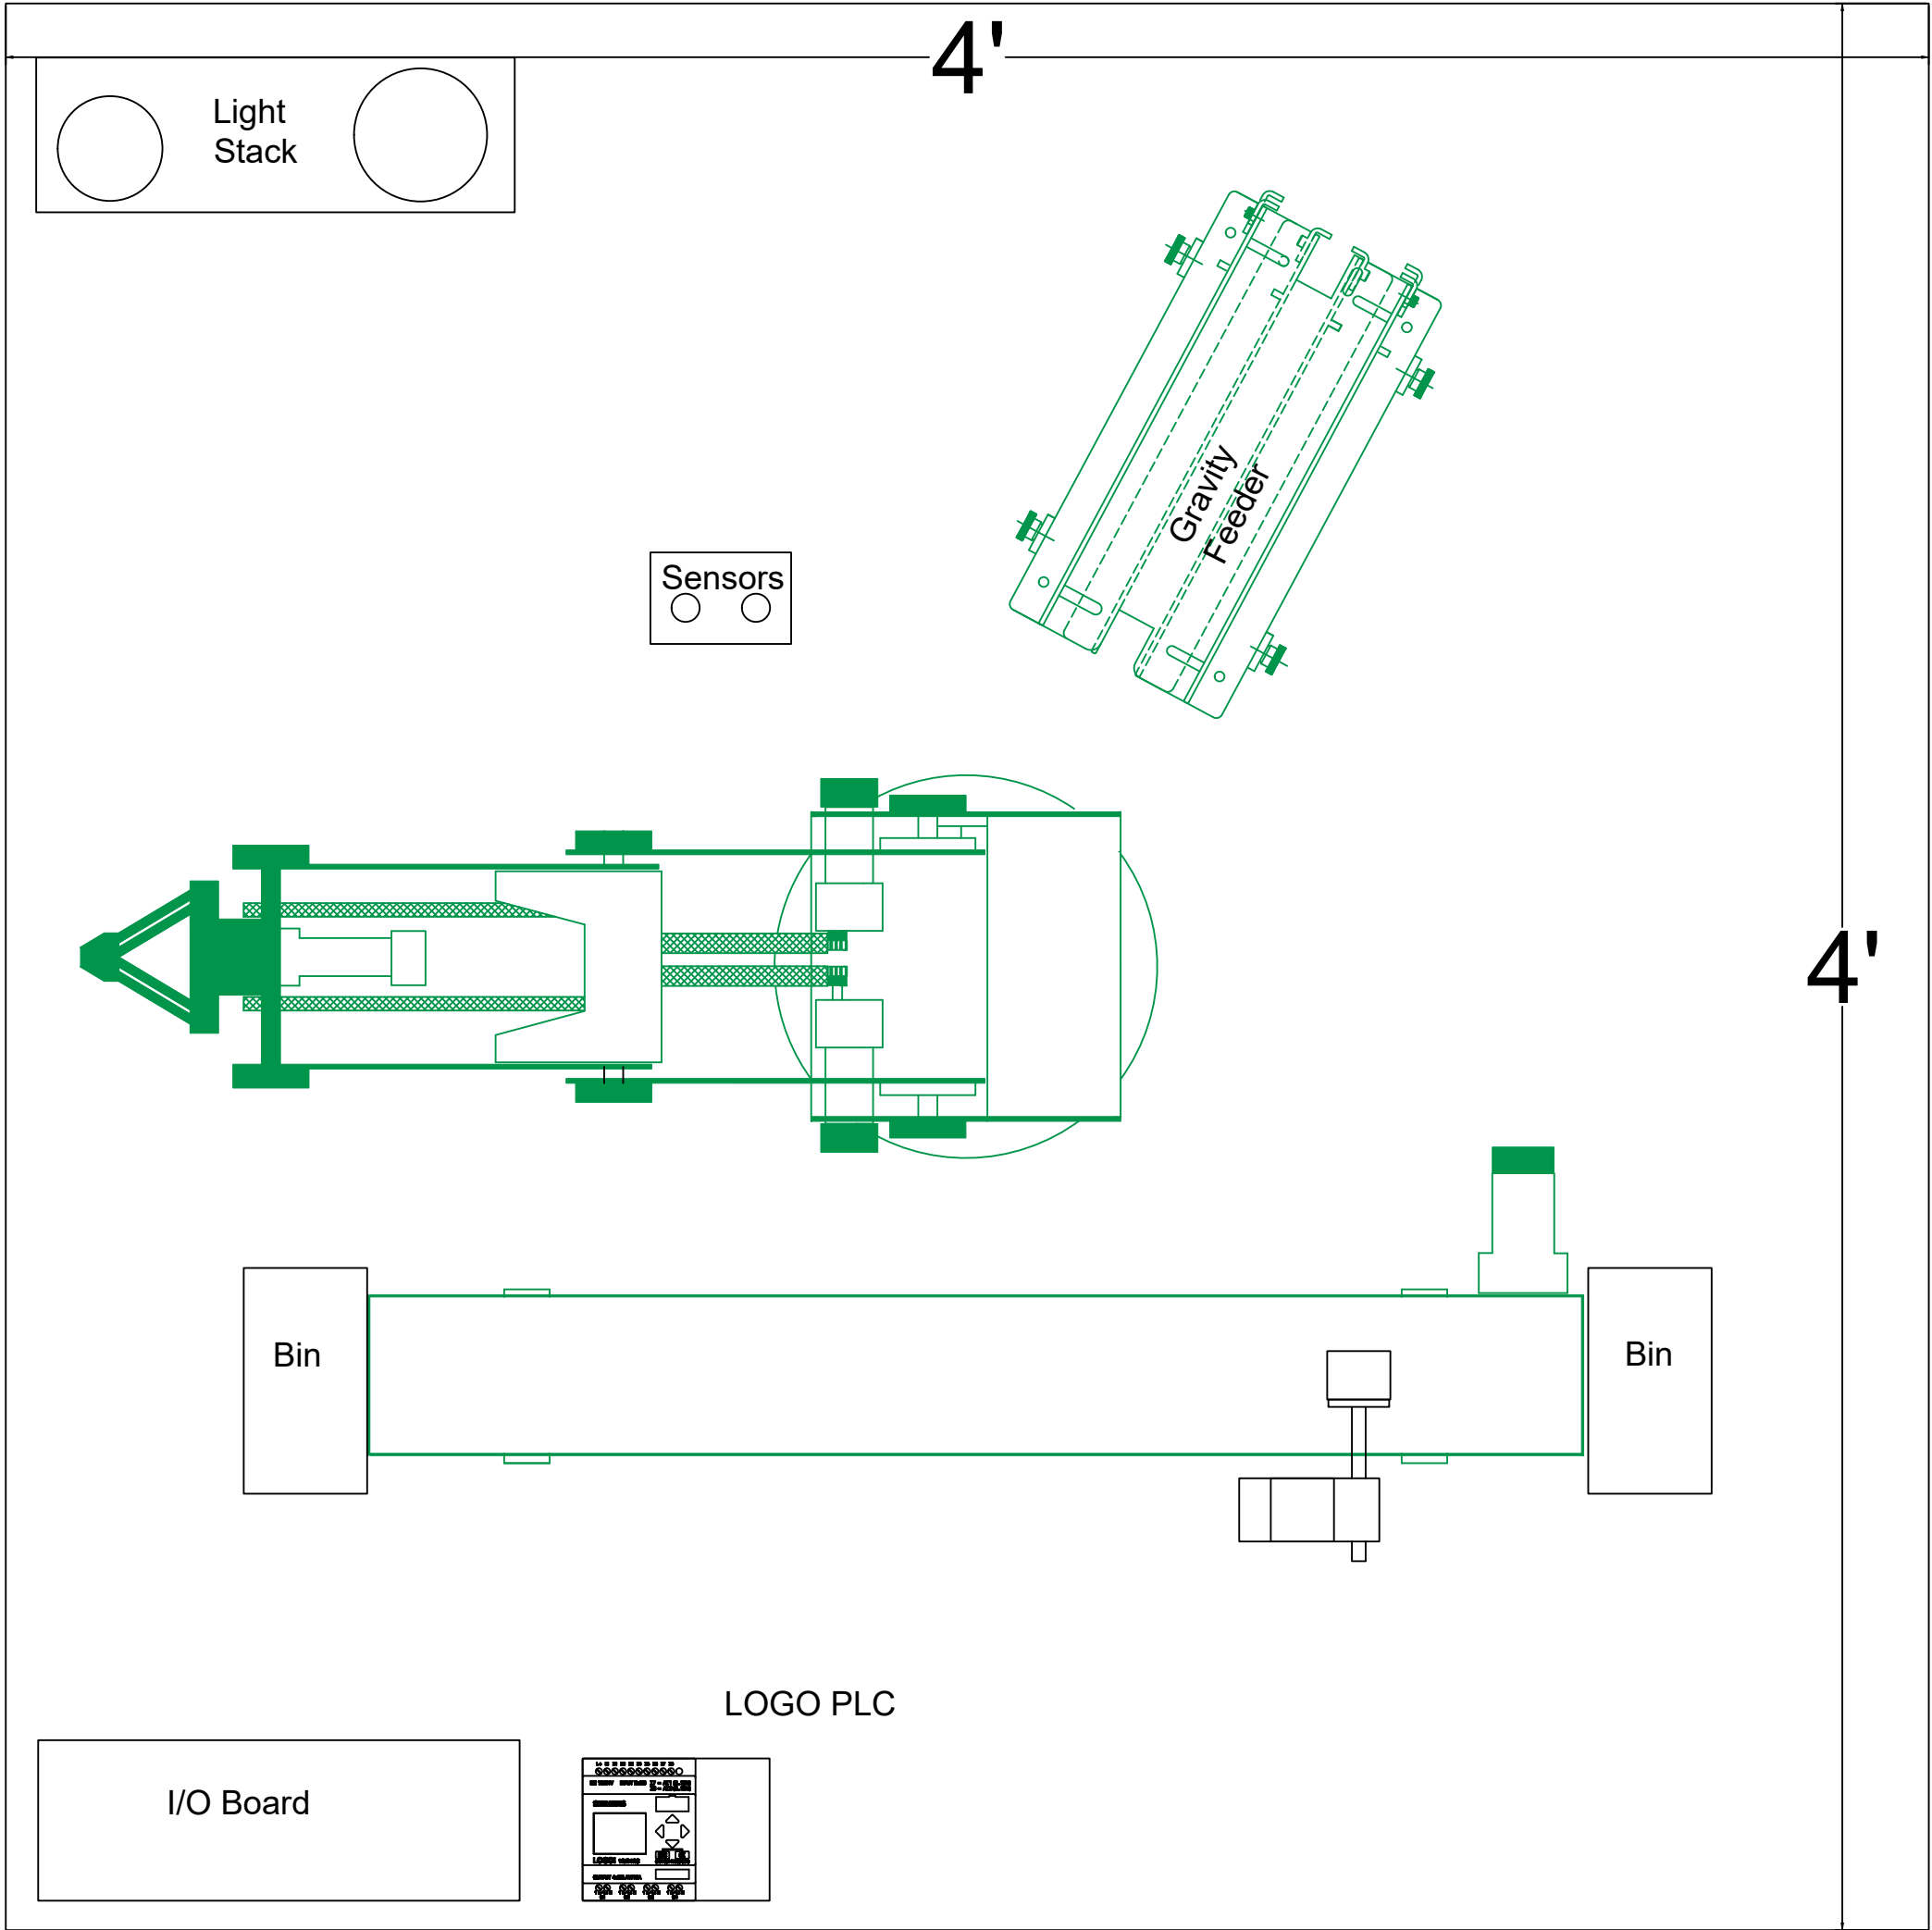 4'
Light
Stack
Gravity
Feeder
Sensors
4'
Bin
Bin
LOGO PLC
I/O Board